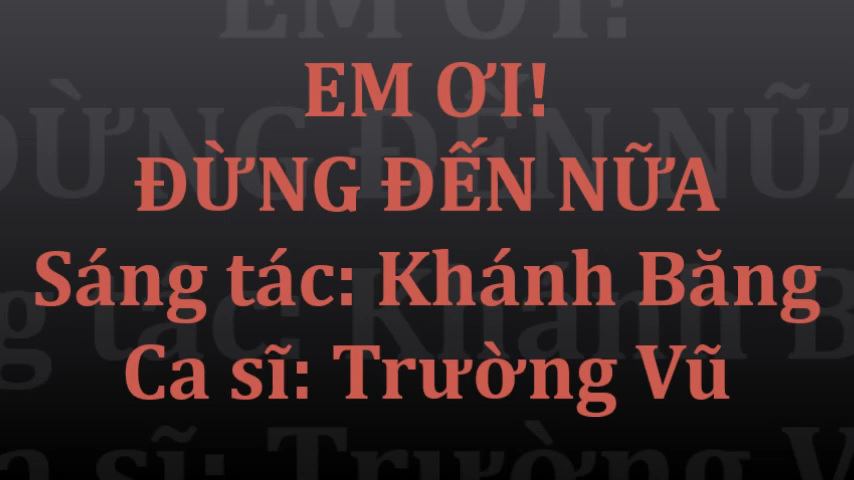 EM ƠI!
ĐỪNG ĐẾN NỮA
Sáng tác: Khánh Băng
Ca sĩ: Trường Vũ